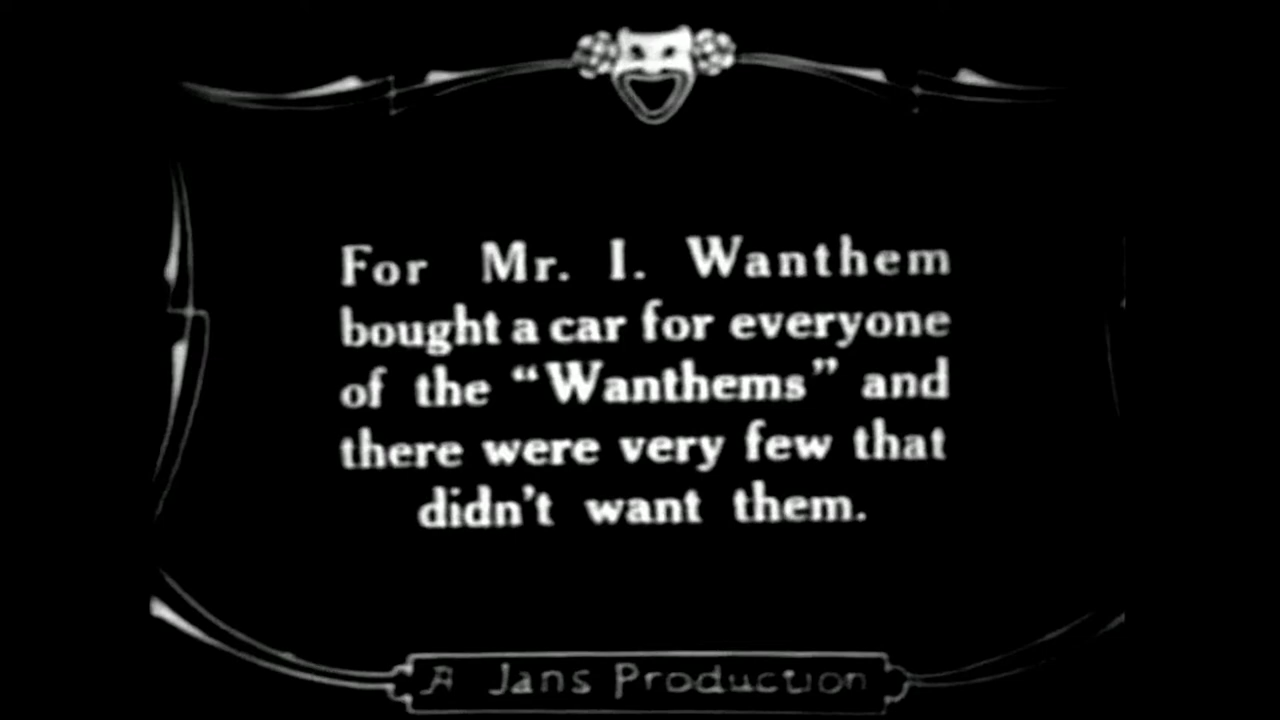 For Mr. I. Wanthem
bought a car for everyone
of the “Wanthems” and
there were very few that
didn't want them.
A Jans Production